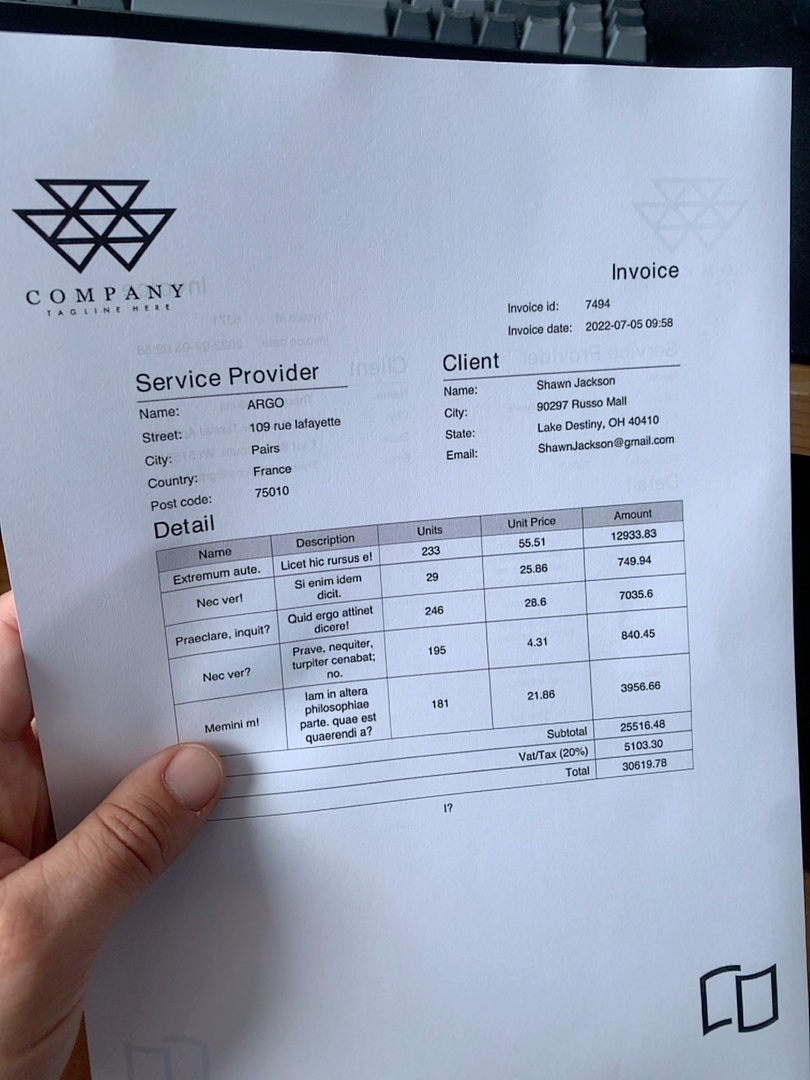 COMPANY
TAGLINE HERE
Invoice
Invoice id: 7494
Invoice date: 2022-07-05 09:58
Service Provider
Name: ARGO
Street: 109 rue lafayette
City: Pairs
Country: France
Post code: 75010
Client
Name: Shawn Jackson
City: 90297 Russo Mall
State: Lake Destiny, OH 40410
Email: ShawnJackson@gmail.com
Detail
Name Description Units Unit Price Amount
Extremum aute. Licet hic rursus e! 233 55.51 12933.83
Nec ver! Si enim idem dicit. 29 25.86 749.94
Praeclare, inquit? Quid ergo attinet dicere! 246 28.6 7035.6
Nec ver? Prave, nequiter, turpiter cenabat; no. 195 4.31 840.45
Memini m! Iam in altera philosophiae parte. quae est quaerendi a? 181 21.86 3956.66
Subtotal 25516.48
Vat/Tax (20%) 5103.30
Total 30619.78
I?